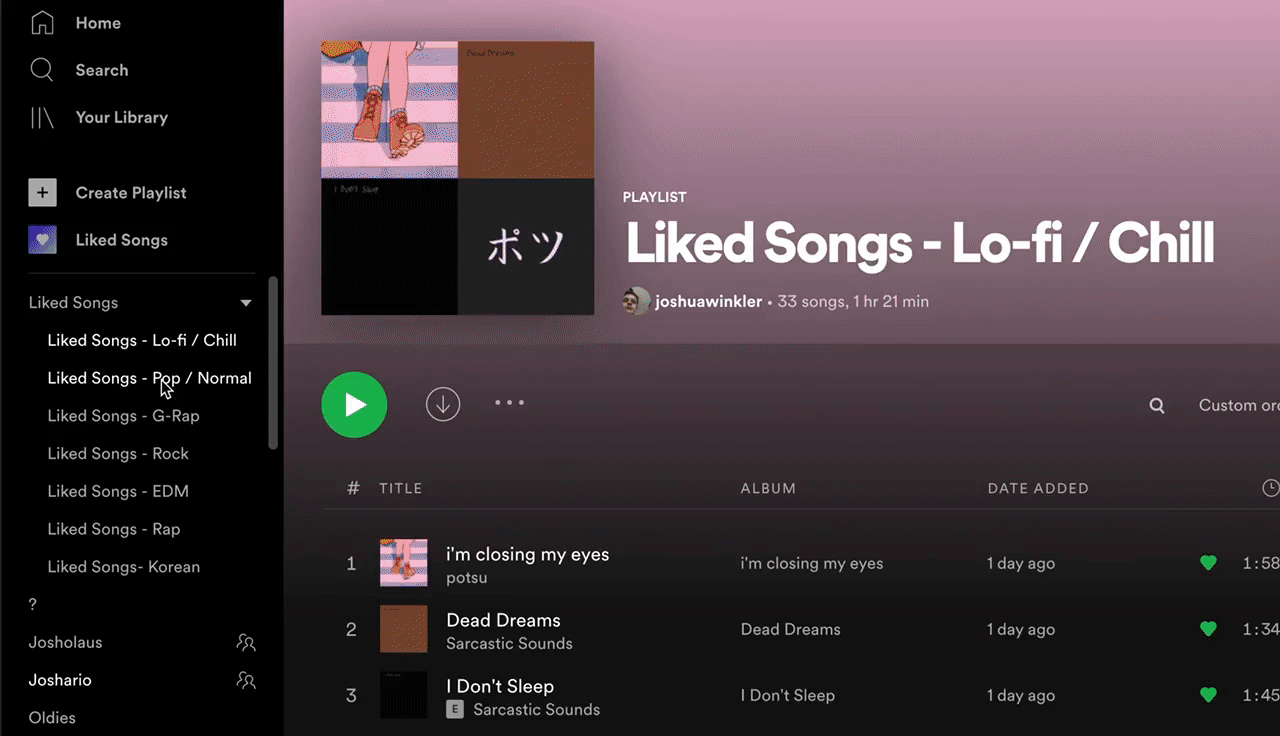 Home
Search
Your Library
Create Playlist
Liked Songs
Liked Songs
Liked Songs - Lo-fi / Chill
Liked Songs - Pop / Normal
Liked Songs - G-Rap
Liked Songs - Rock
Liked Songs - EDM
Liked Songs - Rap
Liked Songs- Korean
?
Josholaus
Joshario
Oldies
Dead Dreams
I Don't Sleep
ポツ
PLAYLIST
Liked Songs - Lo-fi / Chill
joshuawinkler • 33 songs, 1 hr 21 min
Custom or
# TITLE ALBUM DATE ADDED
1 i'm closing my eyes i'm closing my eyes 1 day ago 1:58
potsu
2 Dead Dreams Dead Dreams 1 day ago 1:34
Sarcastic Sounds
3 I Don't Sleep I Don't Sleep 1 day ago 1:45
E Sarcastic Sounds